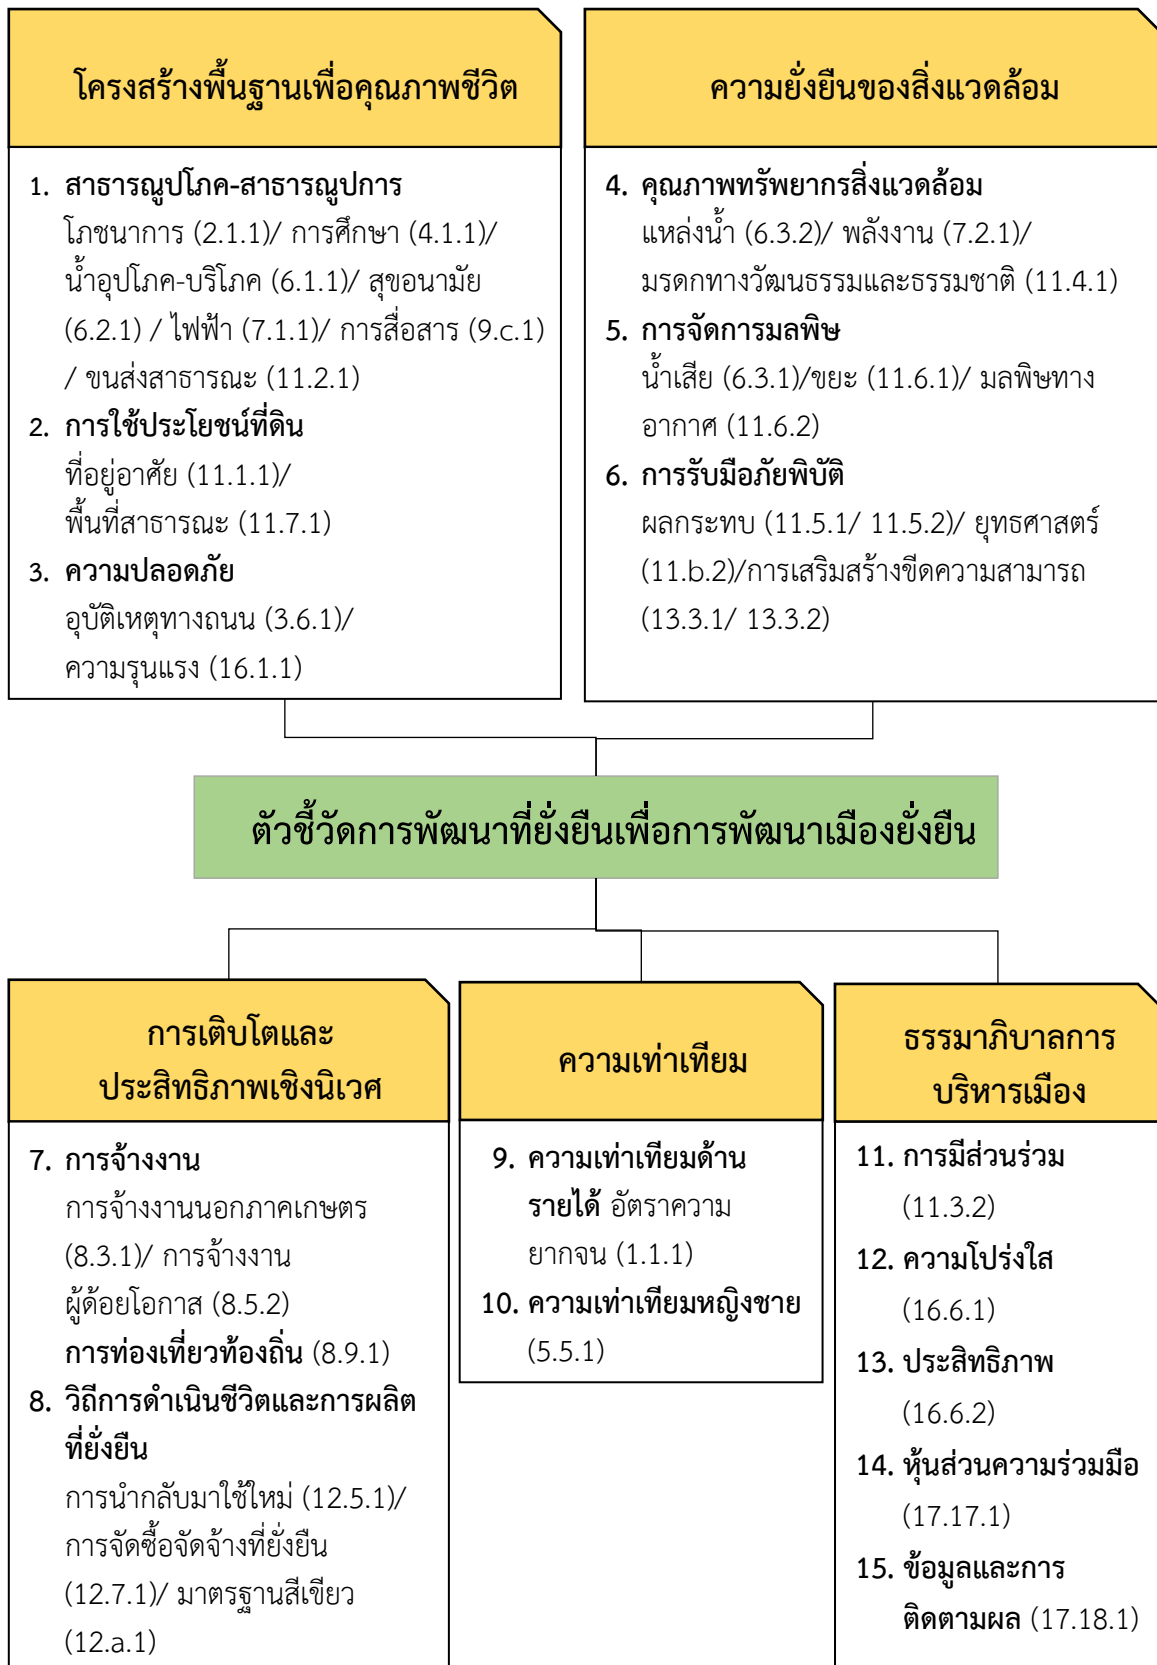 โครงสร้างพื้นฐานเพื่อคุณภาพชีวิต
1. สาธารณูปโภค-สาธารณูปการ
โภชนาการ (2.1.1)/ การศึกษา (4.1.1)/
น้ำอุปโภค-บริโภค (6.1.1)/ สุขอนามัย
(6.2.1) / ไฟฟ้า (7.1.1)/ การสื่อสาร (9.c.1)
/ ขนส่งสาธารณะ (11.2.1)
2. การใช้ประโยชน์ที่ดิน
ที่อยู่อาศัย (11.1.1)/
พื้นที่สาธารณะ (11.7.1)
3. ความปลอดภัย
อุบัติเหตุทางถนน (3.6.1)/
ความรุนแรง (16.1.1)
ความยั่งยืนของสิ่งแวดล้อม
4. คุณภาพทรัพยากรสิ่งแวดล้อม
แหล่งน้ำ (6.3.2)/ พลังงาน (7.2.1)/
มรดกทางวัฒนธรรมและธรรมชาติ (11.4.1)
5. การจัดการมลพิษ
น้ำเสีย (6.3.1)/ขยะ (11.6.1)/ มลพิษทาง
อากาศ (11.6.2)
6. การรับมือภัยพิบัติ
ผลกระทบ (11.5.1/ 11.5.2)/ ยุทธศาสตร์
(11.b.2)/การเสริมสร้างขีดความสามารถ
(13.3.1/ 13.3.2)
ตัวชี้วัดการพัฒนาที่ยั่งยืนเพื่อการพัฒนาเมืองยั่งยืน
การเติบโตและ
ประสิทธิภาพเชิงนิเวศ
7. การจ้างงาน
การจ้างงานนอกภาคเกษตร
(8.3.1)/ การจ้างงาน
ผู้ด้อยโอกาส (8.5.2)
การท่องเที่ยวท้องถิ่น (8.9.1)
8. วิถีการดำเนินชีวิตและการผลิต
ที่ยั่งยืน
การนำกลับมาใช้ใหม่ (12.5.1)/
การจัดซื้อจัดจ้างที่ยั่งยืน
(12.7.1)/ มาตรฐานสีเขียว
(12.a.1)
ความเท่าเทียม
9. ความเท่าเทียมด้าน
รายได้ อัตราความ
ยากจน (1.1.1)
10. ความเท่าเทียมหญิงชาย
(5.5.1)
ธรรมาภิบาลการ
บริหารเมือง
11. การมีส่วนร่วม
(11.3.2)
12. ความโปร่งใส
(16.6.1)
13. ประสิทธิภาพ
(16.6.2)
14. หุ้นส่วนความร่วมมือ
(17.17.1)
15. ข้อมูลและการ
ติดตามผล (17.18.1)